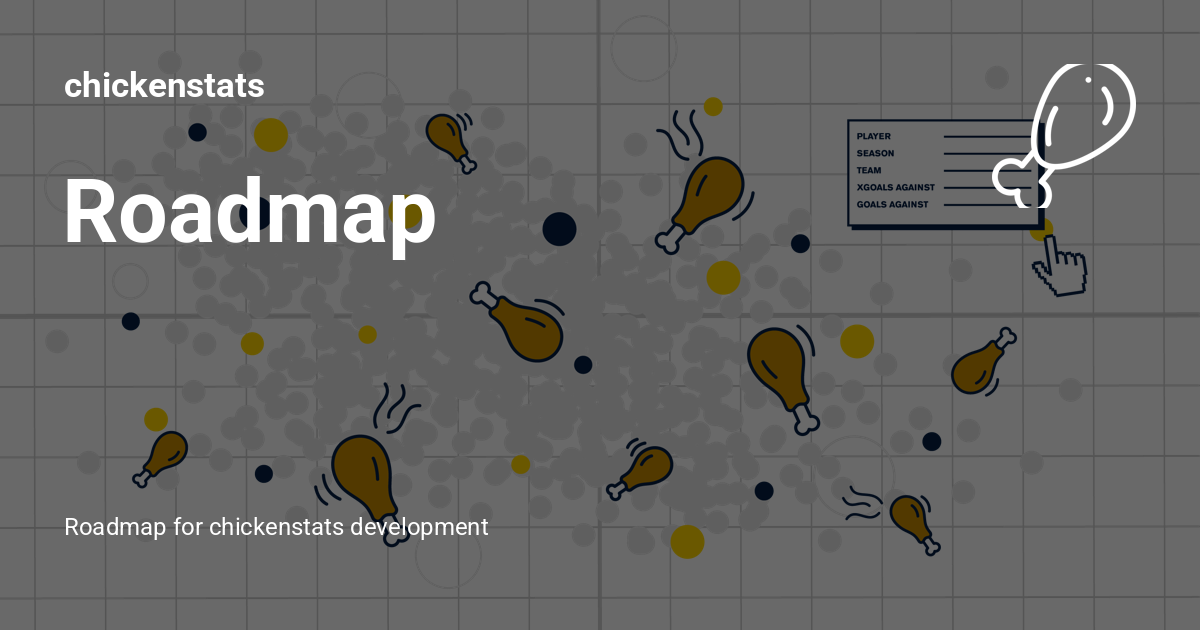 chickenstats
Roadmap
PLAYER
SEASON
TEAM
XGOALS AGAINST
GOALS AGAINST
Roadmap for chickenstats development